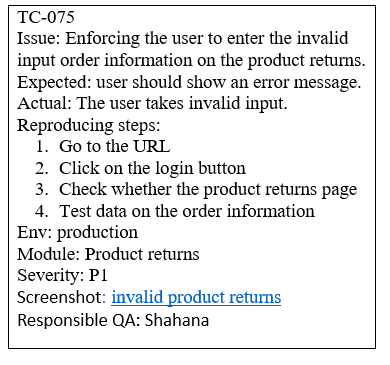 TC-075
Issue: Enforcing the user to enter the invalid
input order information on the product returns.
Expected: user should show an error message.
Actual: The user takes invalid input.
Reproducing steps:
1. Go to the URL
2. Click on the login button
3. Check whether the product returns page
4. Test data on the order information
Env: production
Module: Product returns
Severity: P1
Screenshot: invalid product returns
Responsible QA: Shahana